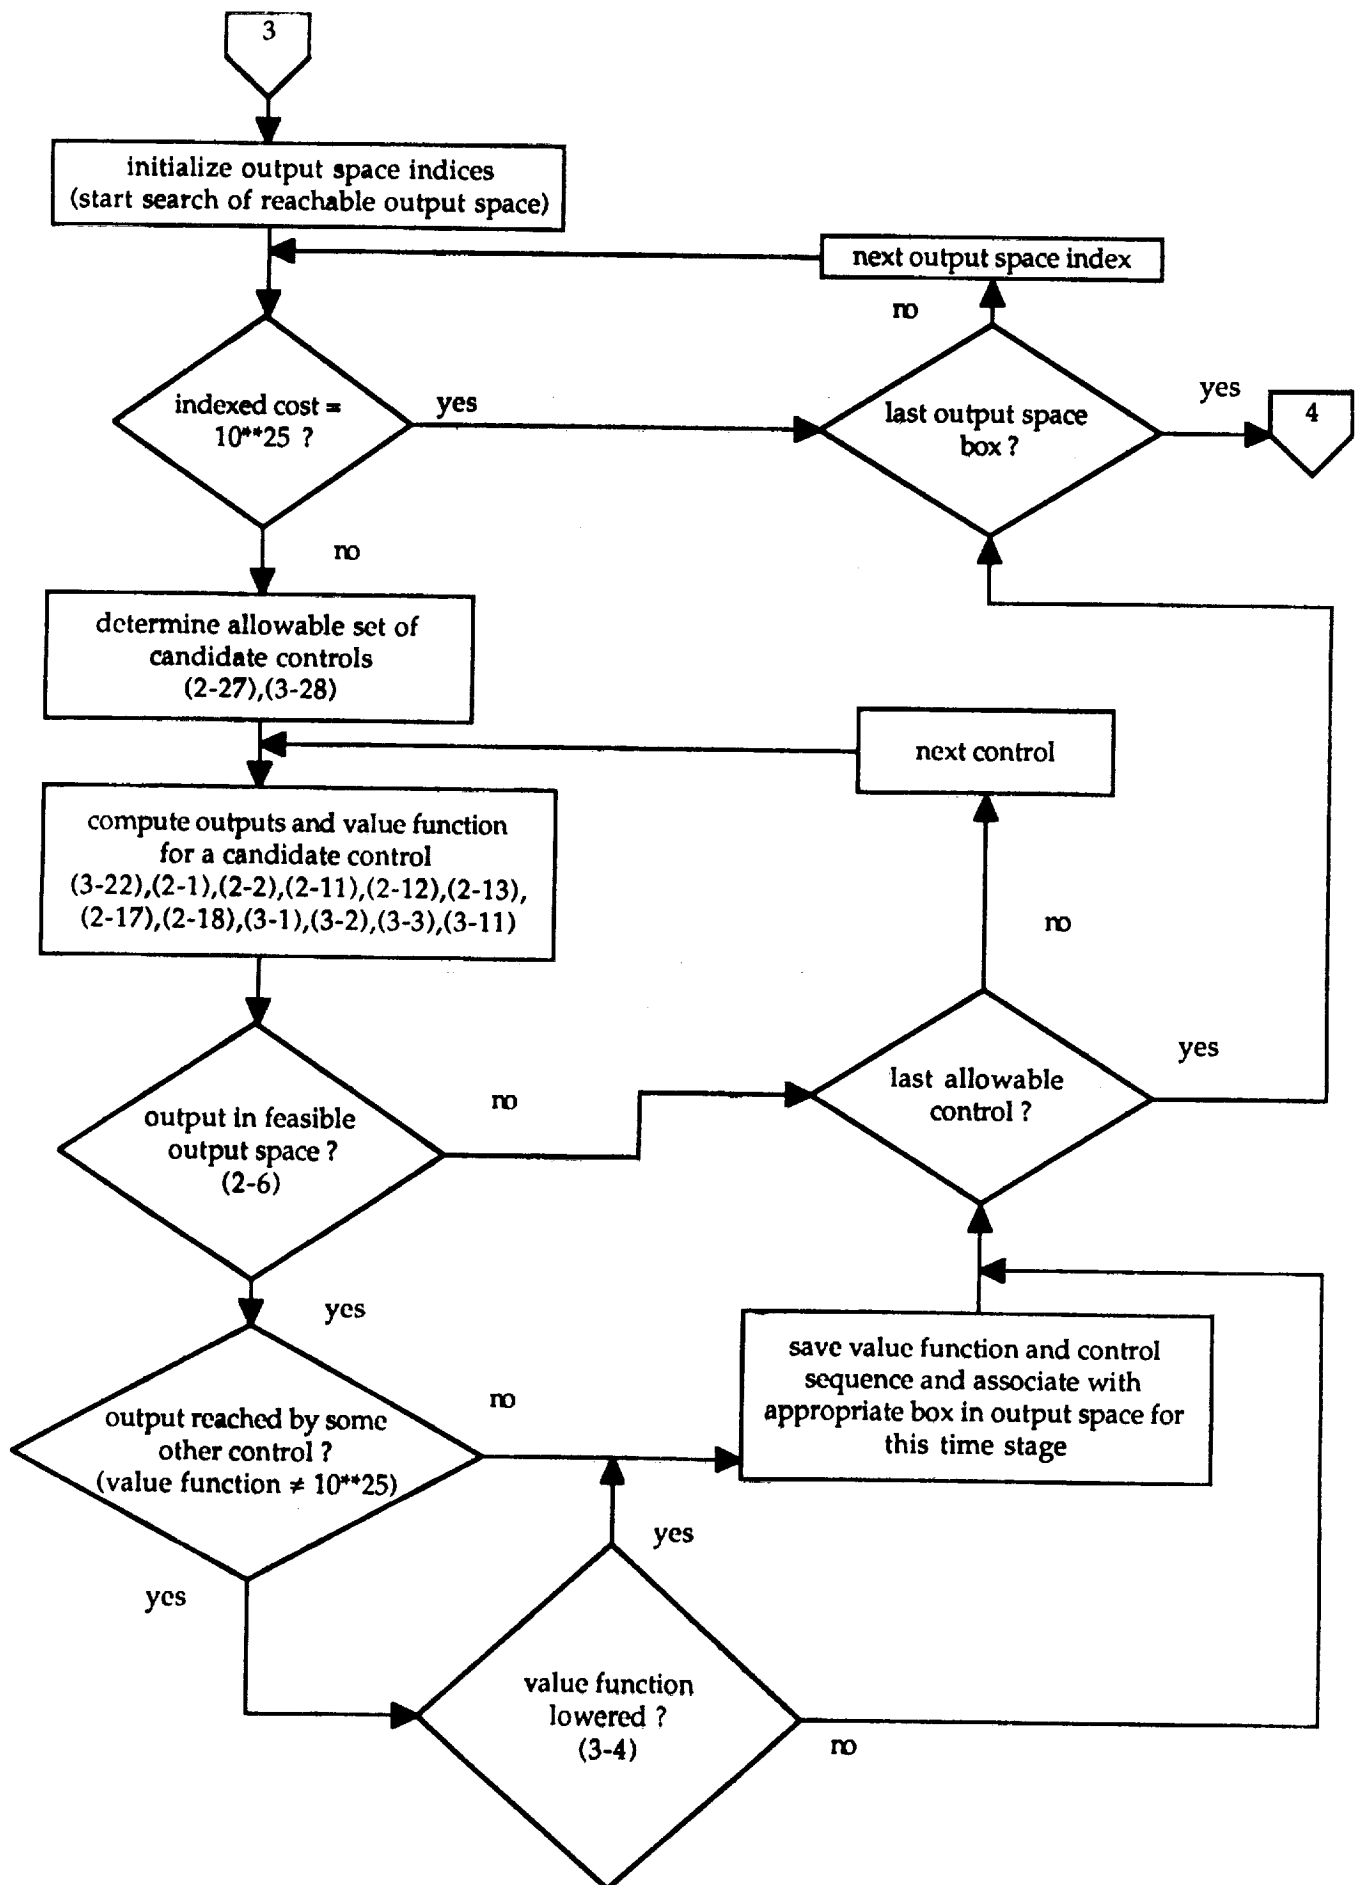 3
initialize output space indices
(start search of reachable output space)
next output space index
no
indexed cost =
10**25 ?
yes
last output space
box ?
yes
4
no
determine allowable set of
candidate controls
(2-27),(3-28)
next control
compute outputs and value function
for a candidate control
(3-22),(2-1),(2-2),(2-11),(2-12),(2-13),
(2-17),(2-18),(3-1),(3-2),(3-3),(3-11)
no
output in feasible
output space ?
(2-6)
no
last allowable
control ?
yes
yes
output reached by some
other control ?
(value function ≠ 10**25)
no
save value function and control
sequence and associate with
appropriate box in output space for
this time stage
yes
yes
value function
lowered ?
(3-4)
no